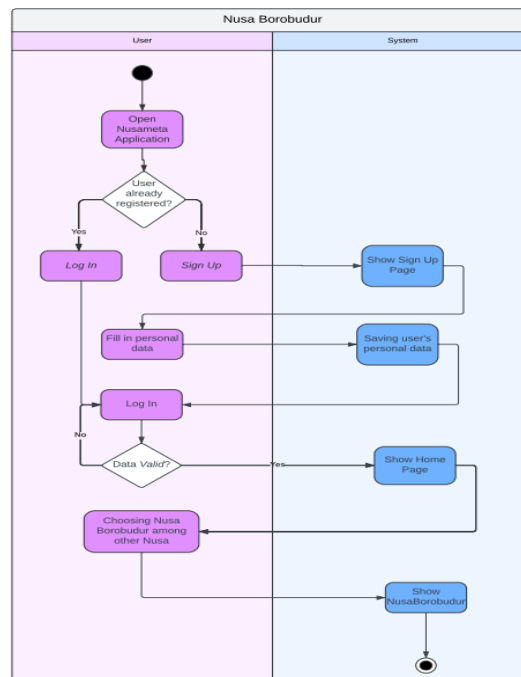 Nusa Borobudur
User
System
Open
Nusameta
Application
User
already
registered?
Yes
No
Log In
Sign Up
Show Sign Up
Page
Fill in personal
data
Saving user's
personal data
Log In
No
Data Valid?
Yes
Show Home
Page
Choosing Nusa
Borobudur among
other Nusa
Show
NusaBorobudur